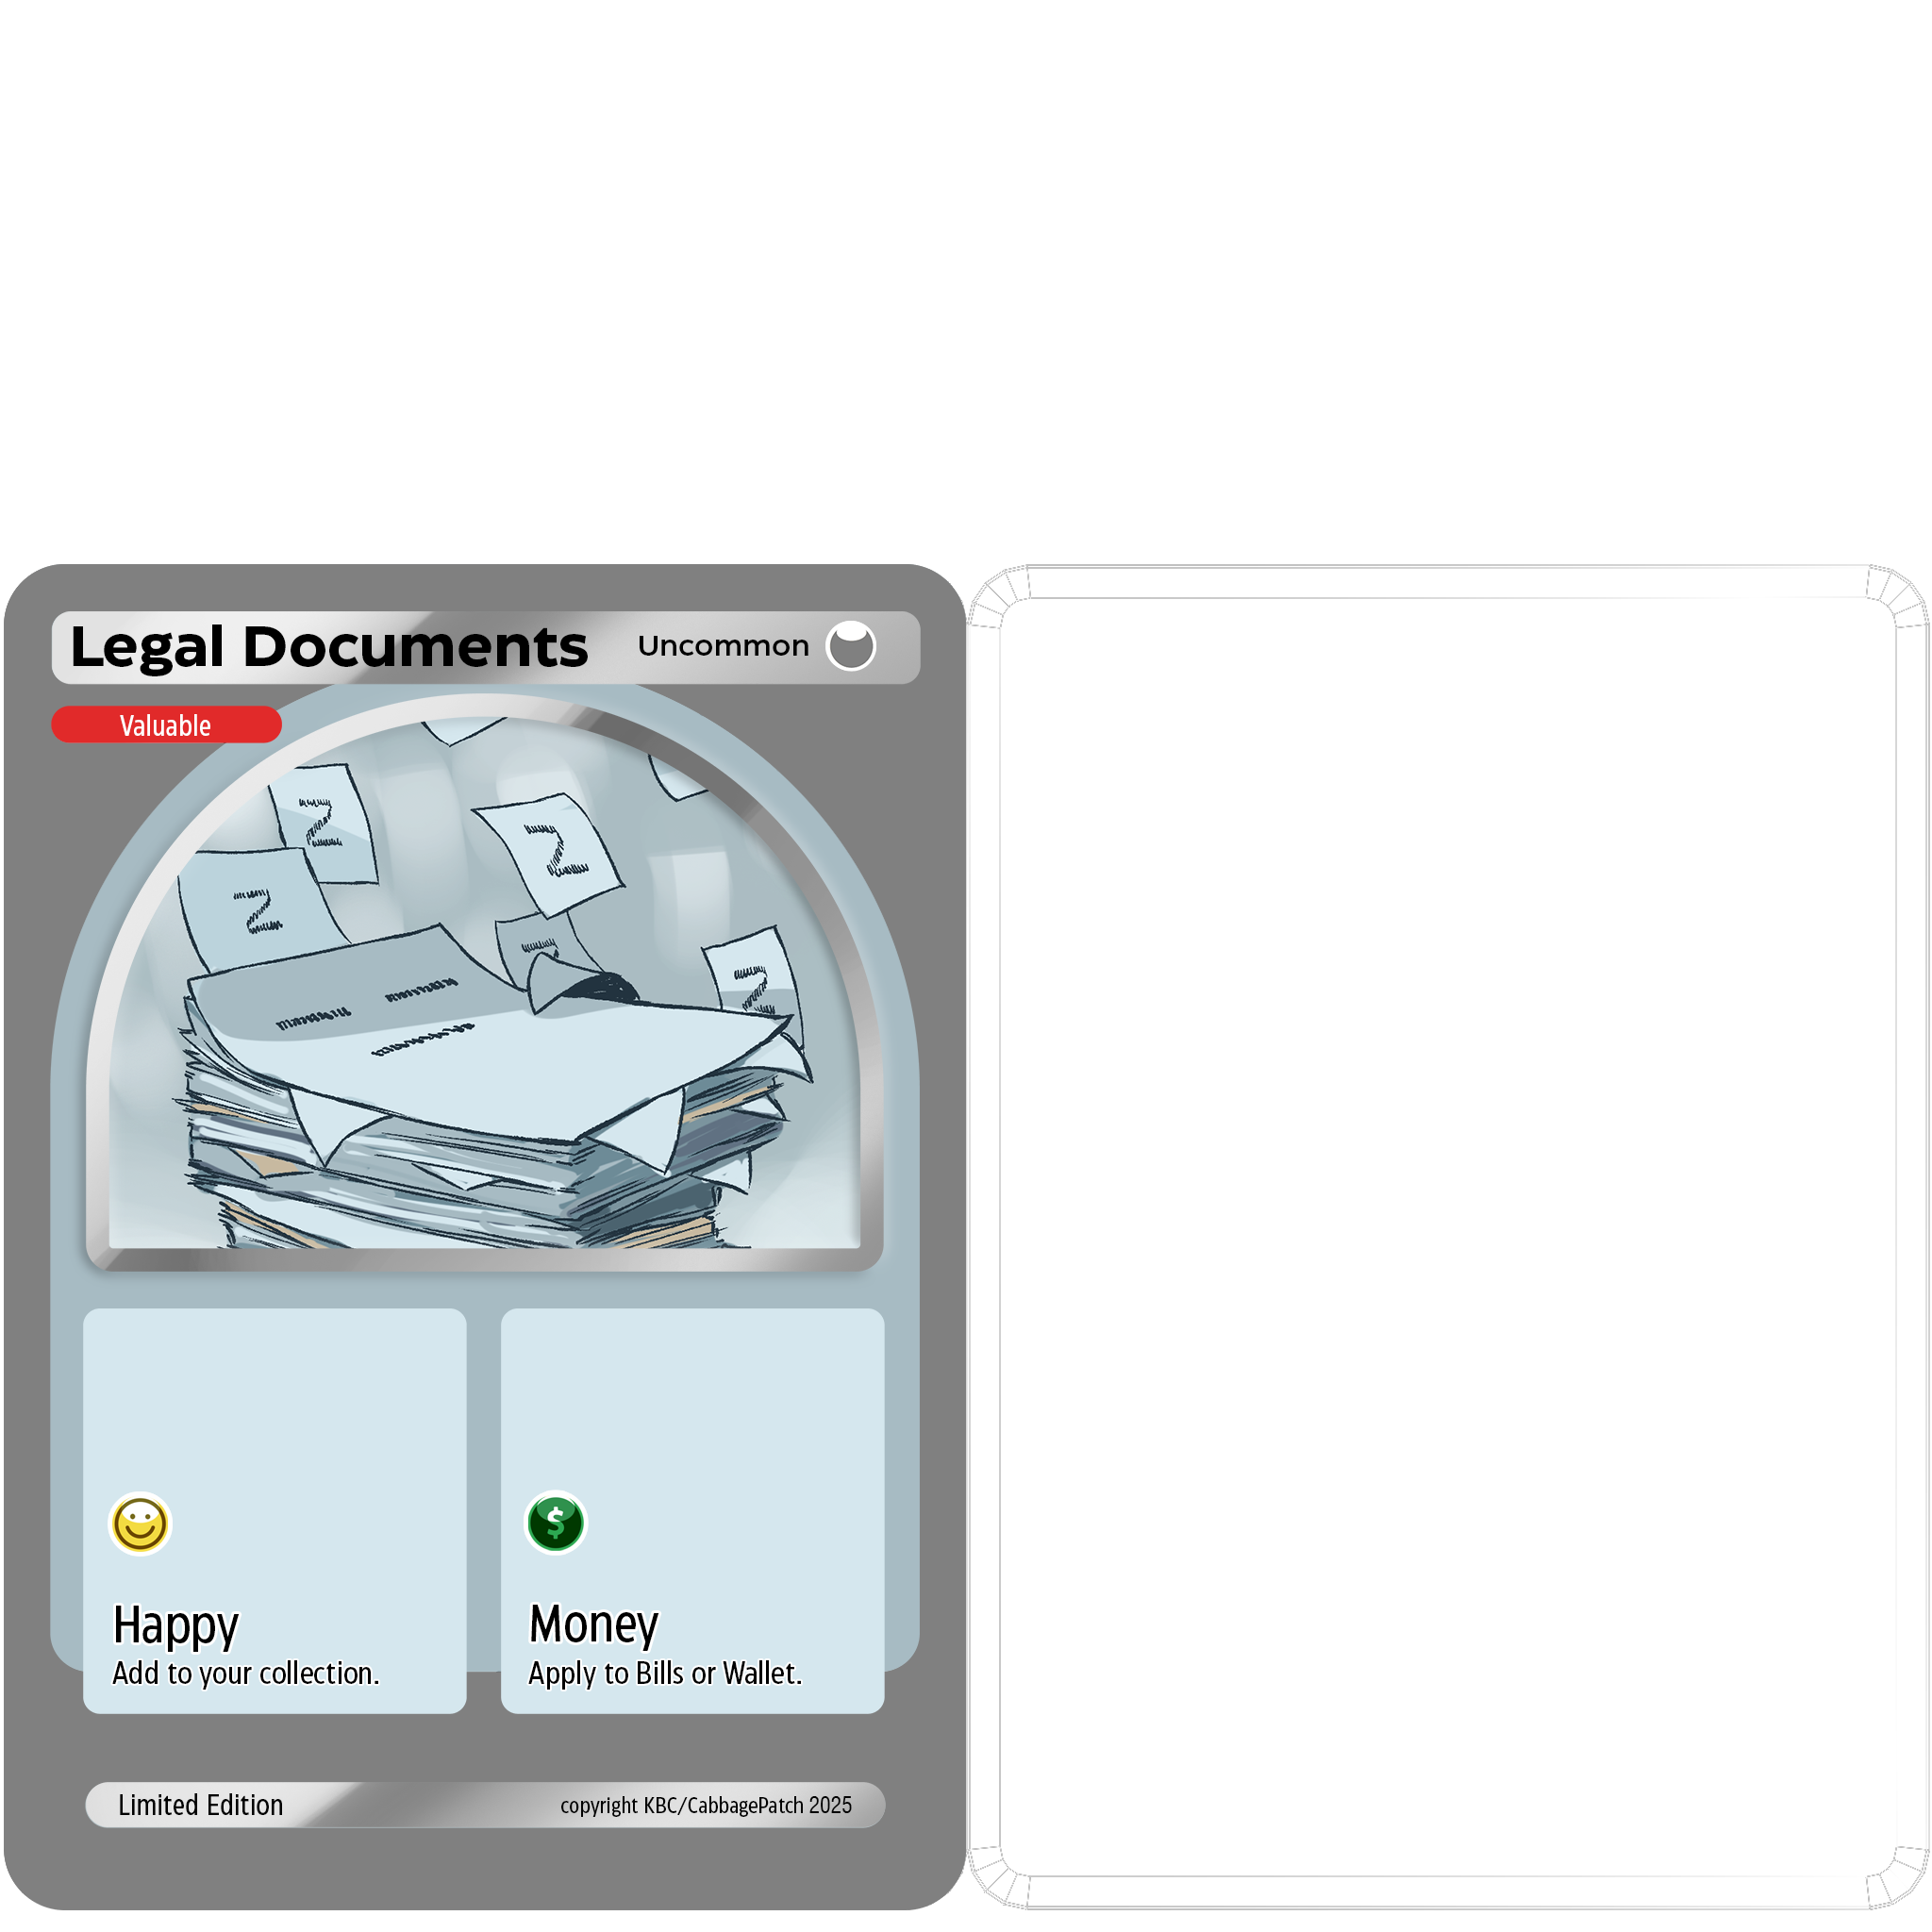 Legal Documents
Uncommon
Valuable
Z
Z
Z
Z
$
Happy
Add to your collection.
Money
Apply to Bills or Wallet.
Limited Edition
copyright KBC/CabbagePatch 2025